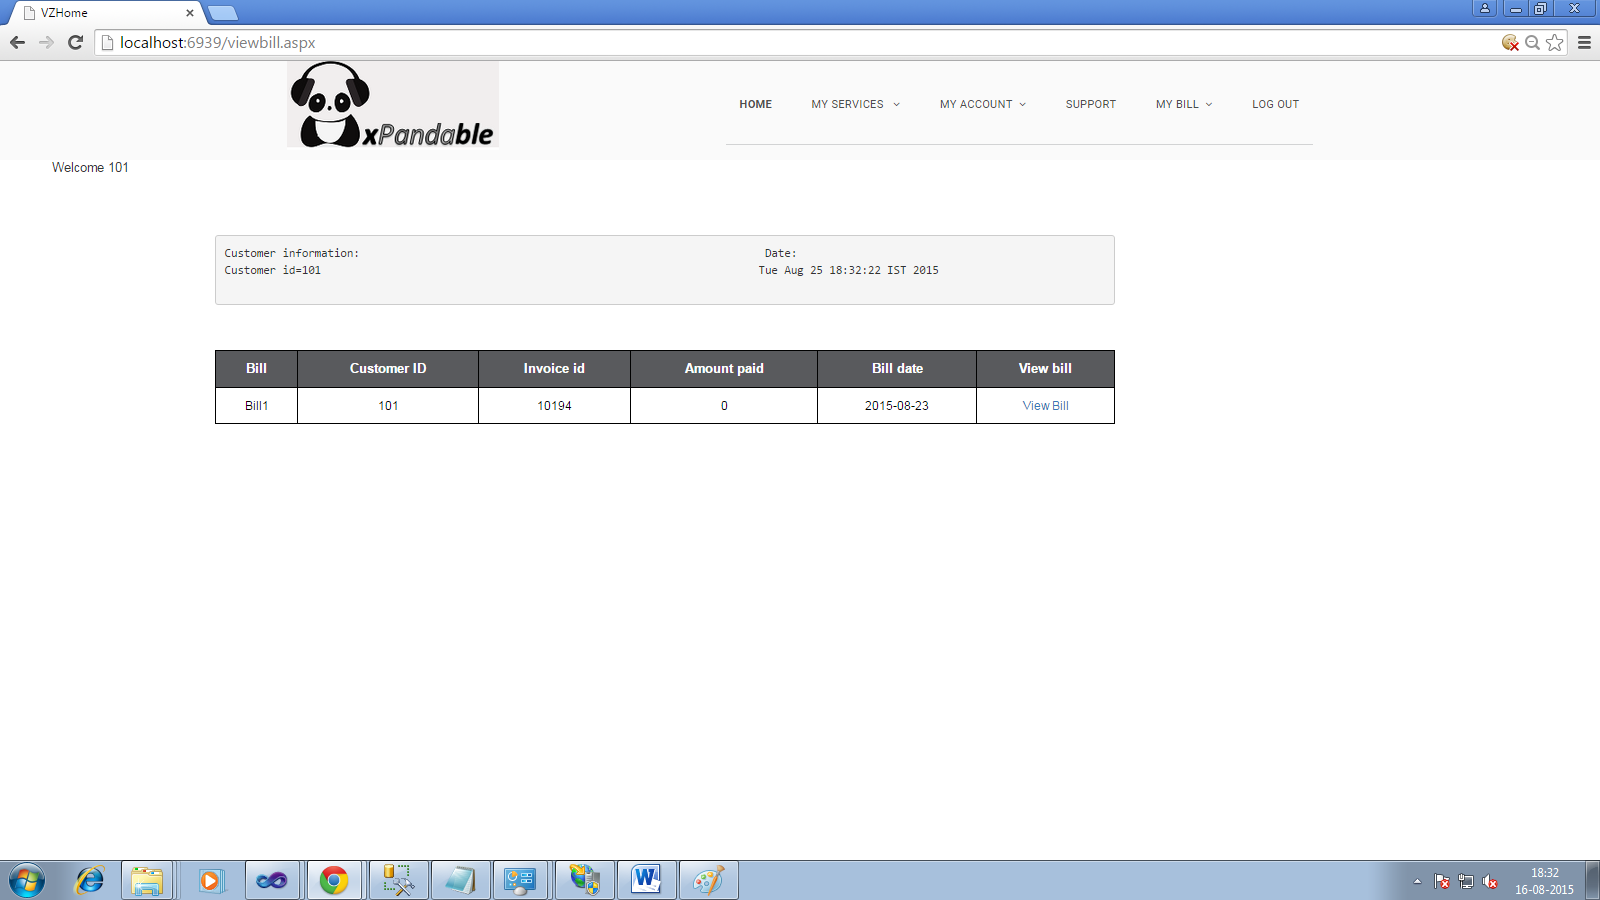 VZHome
localhost:6939/viewbill.aspx
xPandable
HOME MY SERVICES MY ACCOUNT SUPPORT MY BILL LOG OUT
Welcome 101
Customer information: Date:
Customer id=101 Tue Aug 25 18:32:22 IST 2015
Bill Customer ID Invoice id Amount paid Bill date View bill
Bill1 101 10194 0 2015-08-23 View Bill
18:32
16-08-2015